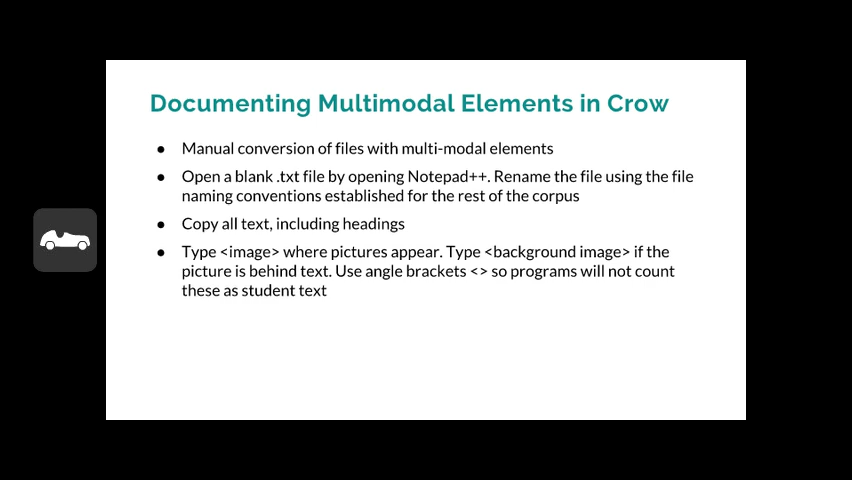 Documenting Multimodal Elements in Crow
● Manual conversion of files with multi-modal elements
● Open a blank .txt file by opening Notepad++. Rename the file using the file
naming conventions established for the rest of the corpus
● Copy all text, including headings
● Type <image> where pictures appear. Type <background image> if the
picture is behind text. Use angle brackets <> so programs will not count
these as student text